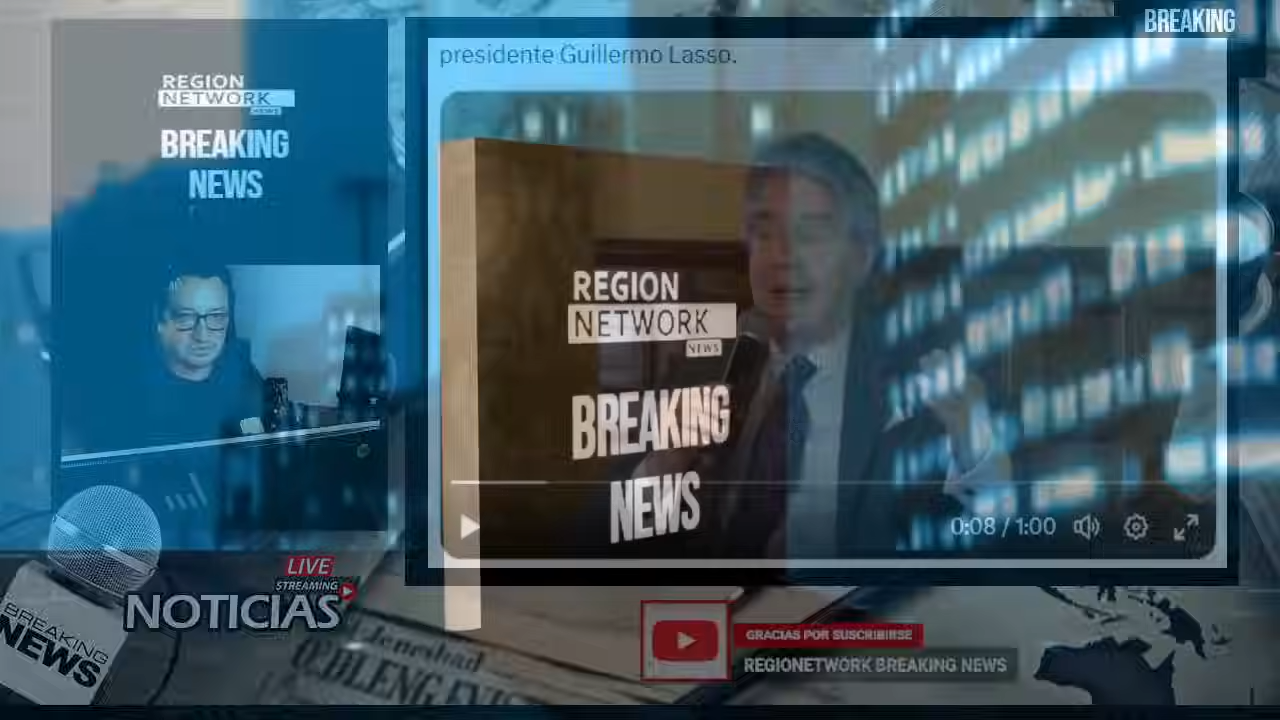 BREAKING
presidente Guillermo Lasso.
REGION
NETWORK
NEWS
BREAKING
NEWS
REGION
NETWORK
NEWS
BREAKING
NEWS
0:08 / 1:00
LIVE
STREAMING
NOTICIAS
BREAKING
NEWS
GRACIAS POR SUSCRIBIRSE
REGIONETWORK BREAKING NEWS